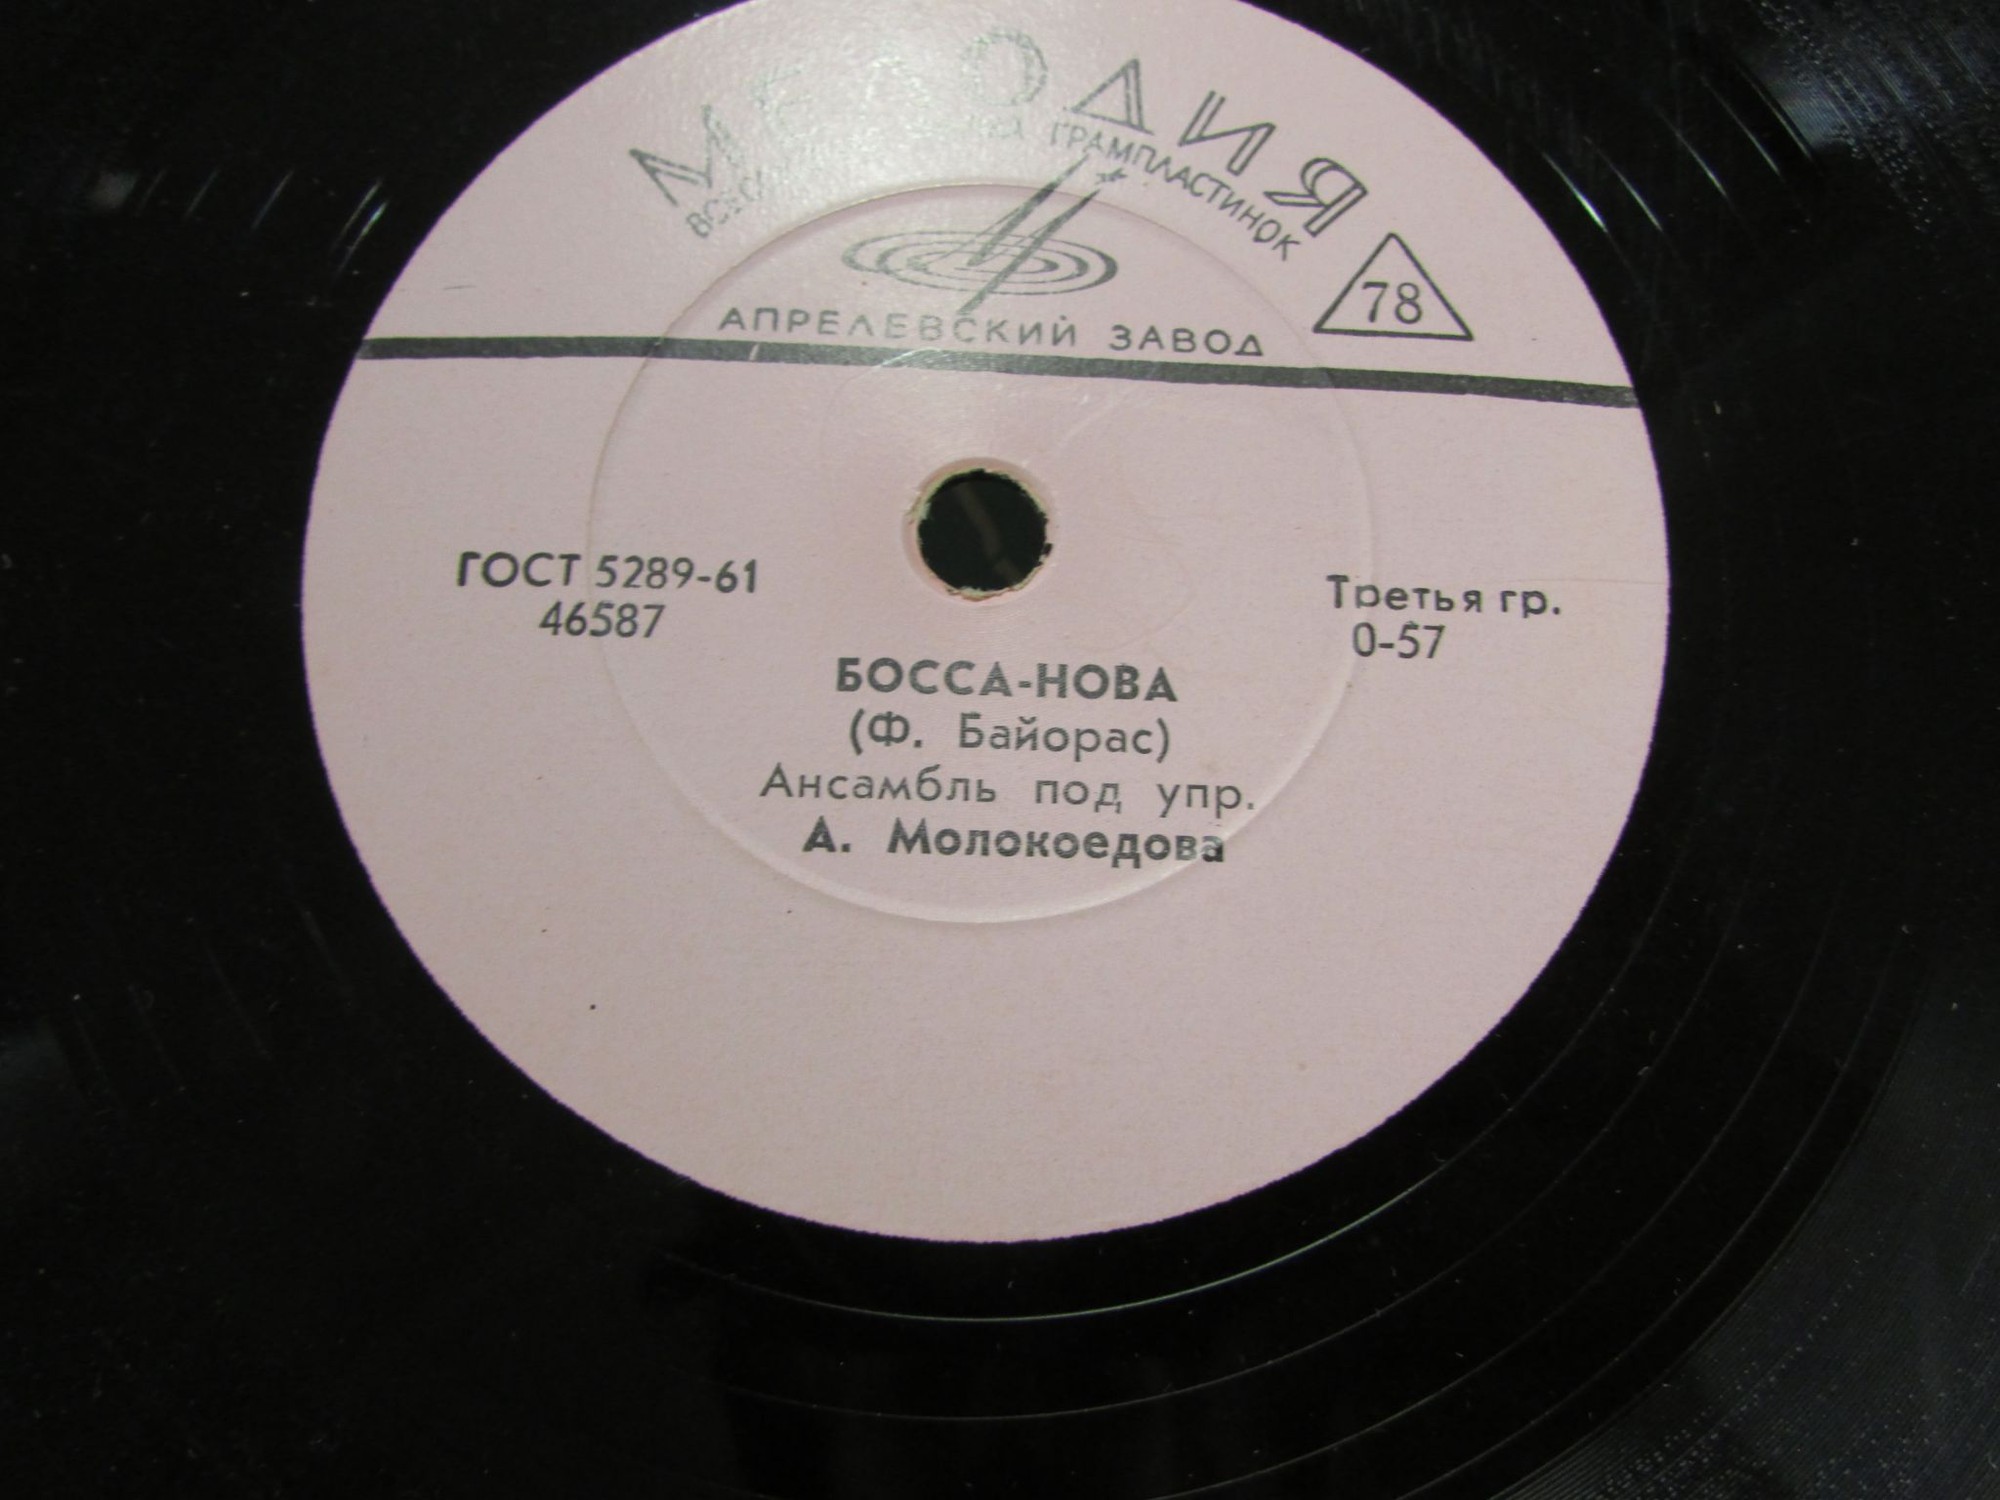 МЕЛОДИЯ
ГРАМПЛАСТИНОК
78
АПРЕЛЕВСКИЙ ЗАВОД
ГОСТ 5289-61
46587
Третья гр.
0-57
БОССА-НОВА
(Ф. Байорас)
Ансамбль под упр.
А. Молокоедова